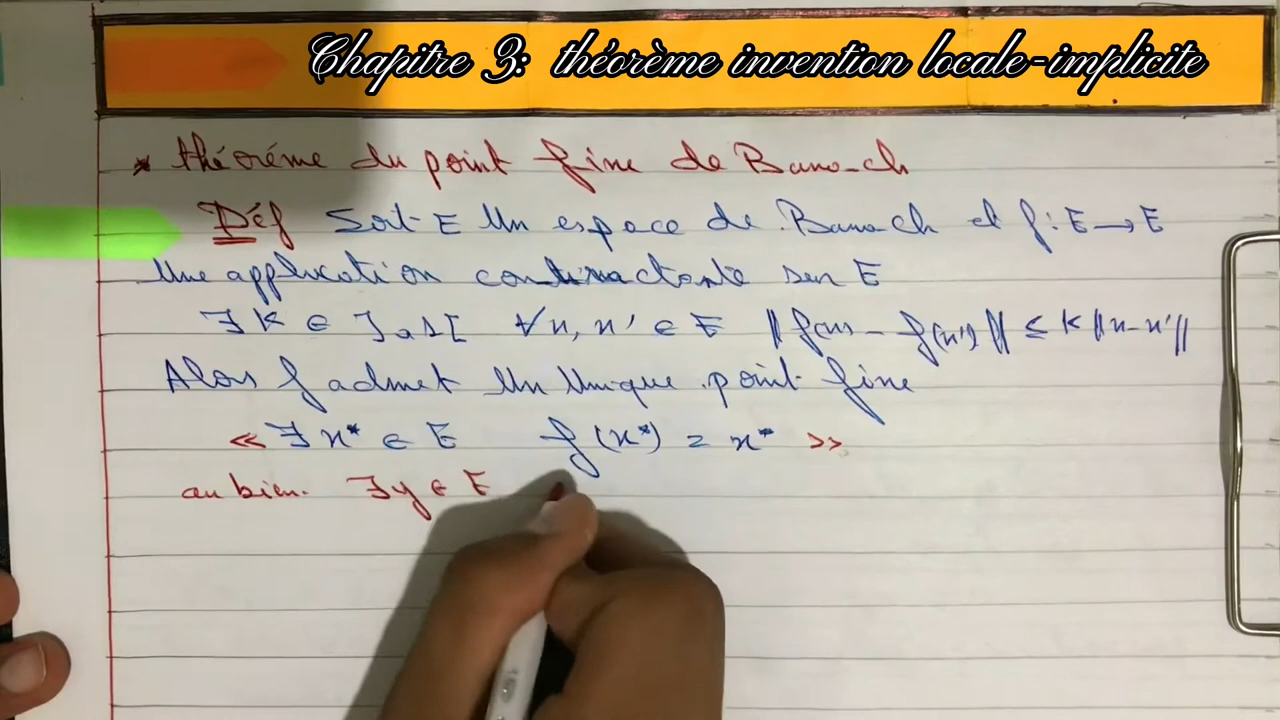 Chapitre 3: théorème invention locale-implicite
* théoréme du point fixe de Banach
Déf Soit E Un espace de Banach et f: E → E
Une application contractante sur E
∃ K ∈ ]0,1[ ∀x, x' ∈ E ‖f(x) - f(x')‖ ≤ K‖x-x'‖
Alors f admet Un Unique point fixe
« ∃ x* ∈ E f(x*) = x* »
ou bien. ∃ y ∈ E